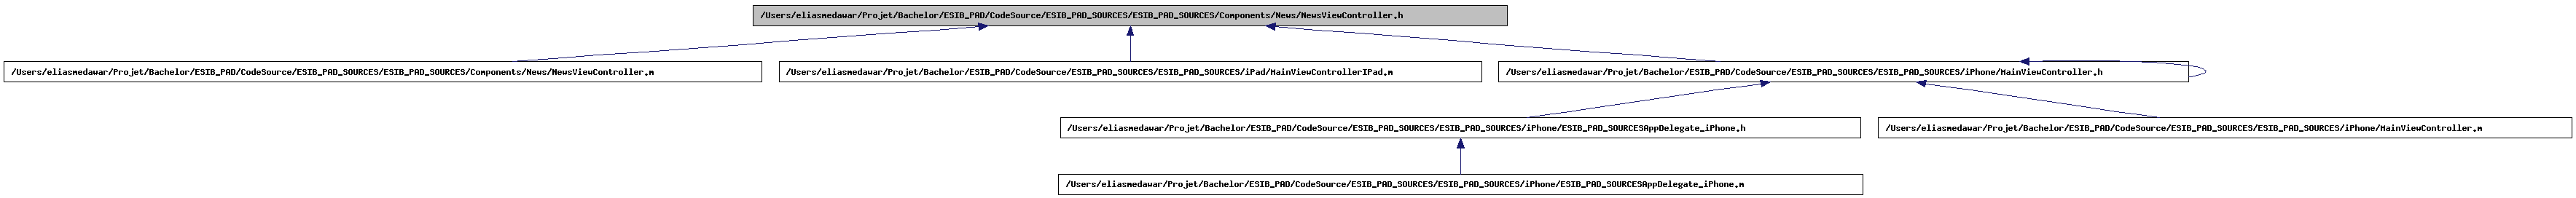 /Users/eliasmedawar/Projet/Bachelor/ESIB_PAD/CodeSource/ESIB_PAD_SOURCES/ESIB_PAD_SOURCES/Components/News/NewsViewController.h
/Users/eliasmedawar/Projet/Bachelor/ESIB_PAD/CodeSource/ESIB_PAD_SOURCES/ESIB_PAD_SOURCES/Components/News/NewsViewController.m
/Users/eliasmedawar/Projet/Bachelor/ESIB_PAD/CodeSource/ESIB_PAD_SOURCES/ESIB_PAD_SOURCES/iPad/MainViewControllerIPad.m
/Users/eliasmedawar/Projet/Bachelor/ESIB_PAD/CodeSource/ESIB_PAD_SOURCES/ESIB_PAD_SOURCES/iPhone/MainViewController.h
/Users/eliasmedawar/Projet/Bachelor/ESIB_PAD/CodeSource/ESIB_PAD_SOURCES/ESIB_PAD_SOURCES/iPhone/ESIB_PAD_SOURCESAppDelegate_iPhone.h
/Users/eliasmedawar/Projet/Bachelor/ESIB_PAD/CodeSource/ESIB_PAD_SOURCES/ESIB_PAD_SOURCES/iPhone/MainViewController.m
/Users/eliasmedawar/Projet/Bachelor/ESIB_PAD/CodeSource/ESIB_PAD_SOURCES/ESIB_PAD_SOURCES/iPhone/ESIB_PAD_SOURCESAppDelegate_iPhone.m